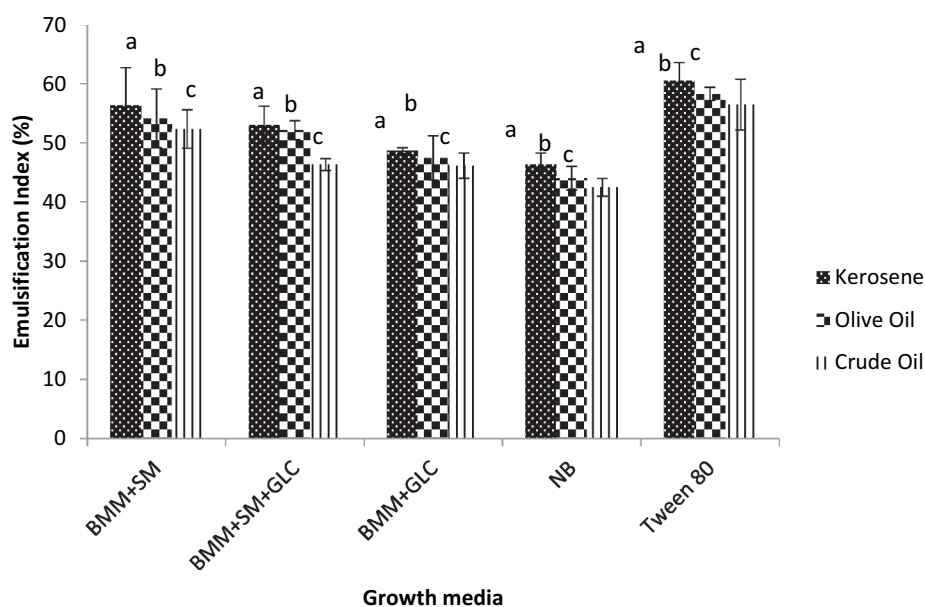 70
60
50
40
30
20
10
0
Emulsification Index (%)
a
b
c
a
b
c
a
b
c
a
b
c
a
b
c
BMM+SM
BMM+SM+GLC
BMM+GLC
NB
Tween 80
Growth media
Kerosene
Olive Oil
Crude Oil